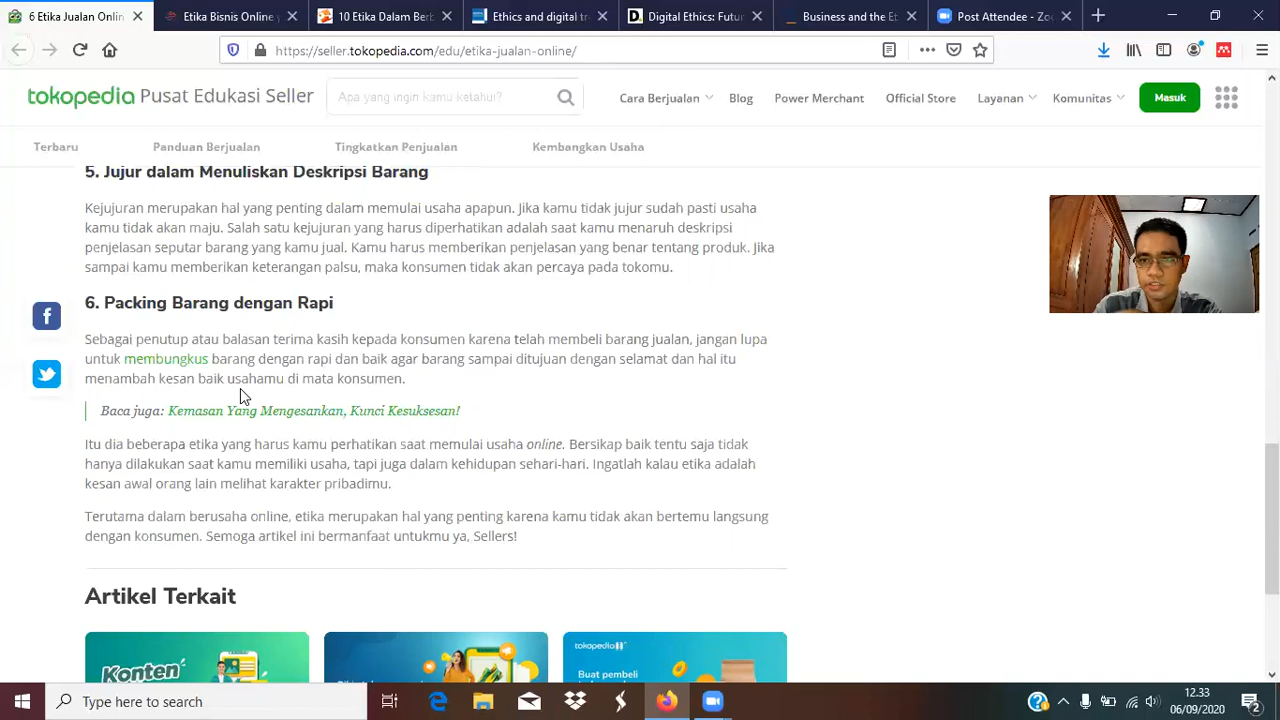 6 Etika Jualan Onlin
Etika Bisnis Online y
10 Etika Dalam Berb
Ethics and digital tr
Digital Ethics: Futur
Business and the Et
Post Attendee - Zoo
https://seller.tokopedia.com/edu/etika-jualan-online/
tokopedia Pusat Edukasi Seller
Apa yang ingin kamu ketahui?
Cara Berjualan
Blog
Power Merchant
Official Store
Layanan
Komunitas
Masuk
Terbaru
Panduan Berjualan
Tingkatkan Penjualan
Kembangkan Usaha
5. Jujur dalam Menuliskan Deskripsi Barang
Kejujuran merupakan hal yang penting dalam memulai usaha apapun. Jika kamu tidak jujur sudah pasti usaha
kamu tidak akan maju. Salah satu kejujuran yang harus diperhatikan adalah saat kamu menaruh deskripsi
penjelasan seputar barang yang kamu jual. Kamu harus memberikan penjelasan yang benar tentang produk. Jika
sampai kamu memberikan keterangan palsu, maka konsumen tidak akan percaya pada tokomu.
6. Packing Barang dengan Rapi
Sebagai penutup atau balasan terima kasih kepada konsumen karena telah membeli barang jualan, jangan lupa
untuk membungkus barang dengan rapi dan baik agar barang sampai ditujuan dengan selamat dan hal itu
menambah kesan baik usahamu di mata konsumen.
Baca juga: Kemasan Yang Mengesankan, Kunci Kesuksesan!
Itu dia beberapa etika yang harus kamu perhatikan saat memulai usaha online. Bersikap baik tentu saja tidak
hanya dilakukan saat kamu memiliki usaha, tapi juga dalam kehidupan sehari-hari. Ingatlah kalau etika adalah
kesan awal orang lain melihat karakter pribadimu.
Terutama dalam berusaha online, etika merupakan hal yang penting karena kamu tidak akan bertemu langsung
dengan konsumen. Semoga artikel ini bermanfaat untukmu ya, Sellers!
Artikel Terkait
Konten
tokopedia
Buat pembeli
Type here to search
12.33
06/09/2020
2